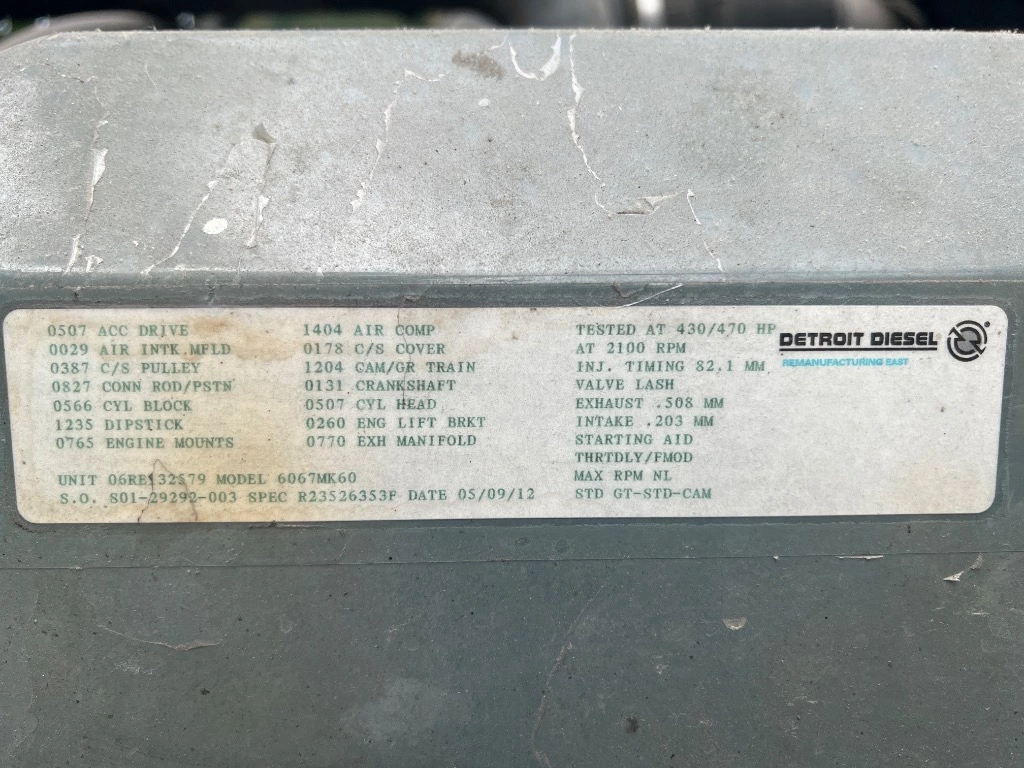 0507 ACC DRIVE
0029 AIR INTK.MFLD
0387 C/S PULLEY
0827 CONN ROD/PSTN
0566 CYL BLOCK
1235 DIPSTICK
0765 ENGINE MOUNTS
1404 AIR COMP
0178 C/S COVER
1204 CAM/GR TRAIN
0131 CRANKSHAFT
0507 CYL HEAD
0260 ENG LIFT BRKT
0770 EXH MANIFOLD
UNIT 06RE132579 MODEL 6067MK60
S.O. S01-29292-003 SPEC R23526353F DATE 05/09/12
TESTED AT 430/470 HP
AT 2100 RPM
INJ. TIMING 82.1 MM
VALVE LASH
EXHAUST .508 MM
INTAKE .203 MM
STARTING AID
THRTDLY/FMOD
MAX RPM NL
STD GT-STD-CAM
DETROIT DIESEL
REMANUFACTURING EAST